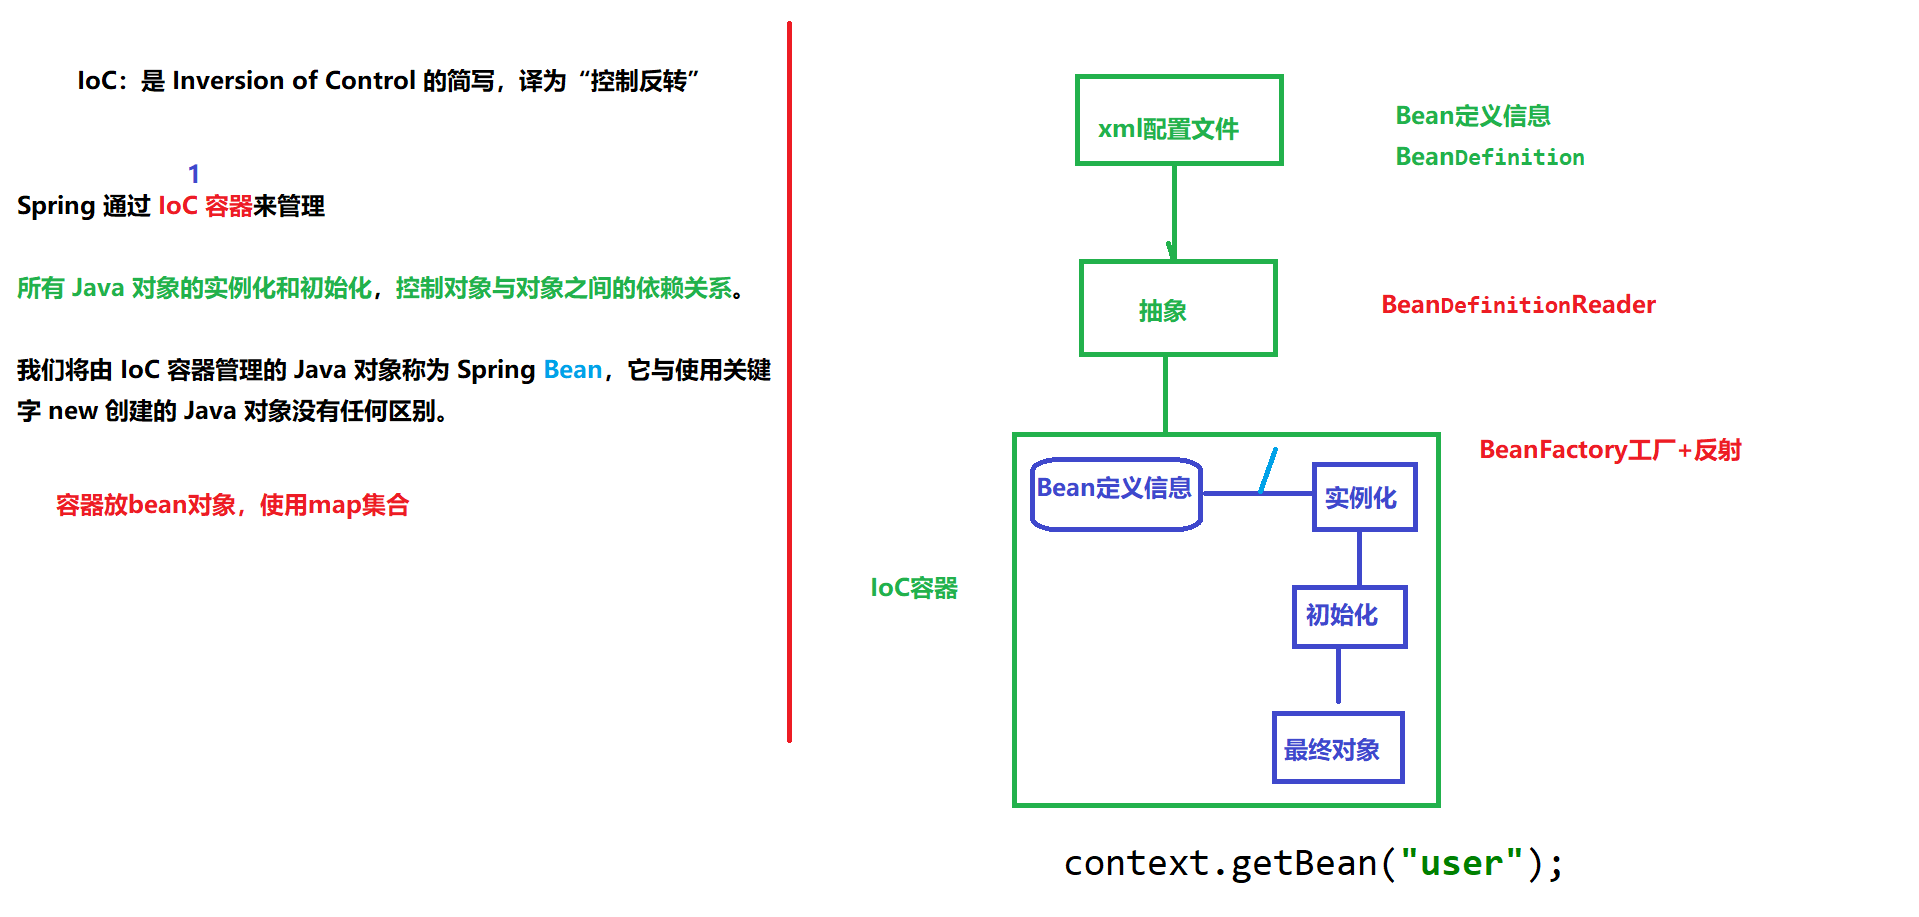 IoC：是 Inversion of Control 的简写，译为“控制反转”
1
Spring 通过 IoC 容器来管理
所有 Java 对象的实例化和初始化，控制对象与对象之间的依赖关系。
我们将由 IoC 容器管理的 Java 对象称为 Spring Bean，它与使用关键
字 new 创建的 Java 对象没有任何区别。
容器放bean对象，使用map集合
xml配置文件
Bean定义信息
BeanDefinition
抽象
BeanDefinitionReader
BeanFactory工厂+反射
Bean定义信息
实例化
IoC容器
初始化
最终对象
context.getBean("user");